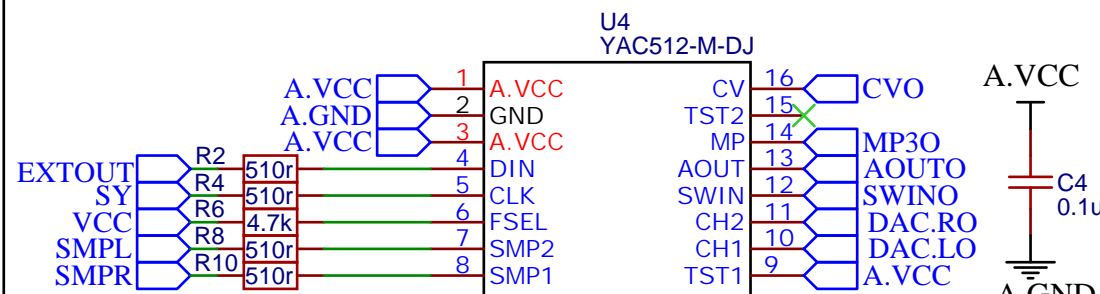 U4
YAC512-M-DJ
A.VCC 1 A.VCC CV 16 CVO A.VCC
A.GND 2 GND TST2 15
A.VCC 3 A.VCC MP 14 MP3O
EXTOUT R2 510r 4 DIN AOUT 13 AOUTO
SY R4 510r 5 CLK SWIN 12 SWINO C4
VCC R6 4.7k 6 FSEL CH2 11 DAC.RO 0.1u
SMPL R8 510r 7 SMP2 CH1 10 DAC.LO
SMPR R10 510r 8 SMP1 TST1 9 A.VCC
A.GND